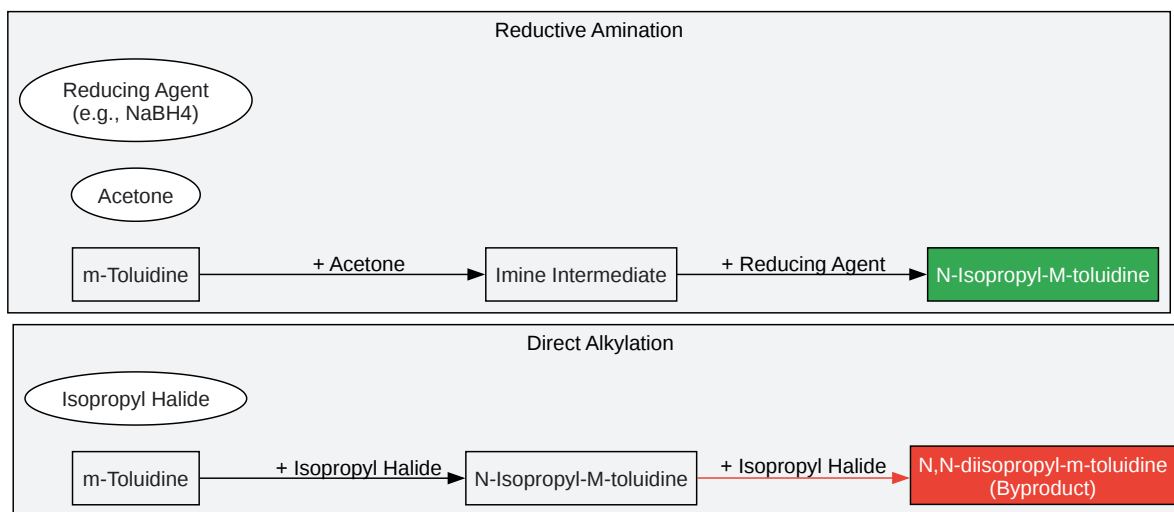 Reductive Amination
Reducing Agent
(e.g., NaBH4)
Acetone
m-Toluidine
+ Acetone
Imine Intermediate
+ Reducing Agent
N-Isopropyl-M-toluidine
Direct Alkylation
Isopropyl Halide
m-Toluidine
+ Isopropyl Halide
N-Isopropyl-M-toluidine
+ Isopropyl Halide
N,N-diisopropyl-m-toluidine
(Byproduct)